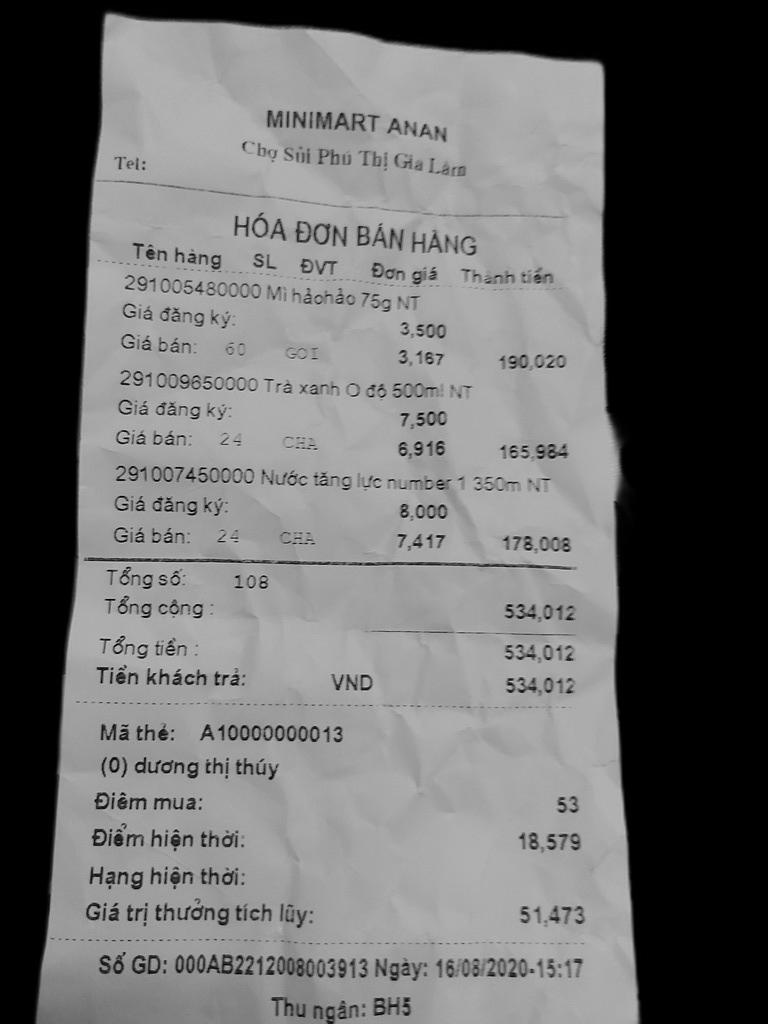 MINIMART ANAN
Chợ Sủi Phú Thị Gia Lâm
Tel:
HÓA ĐƠN BÁN HÀNG
Tên hàng SL ĐVT Đơn giá Thành tiền
291005480000 Mì hảohảo 75g NT
Giá đăng ký: 3,500
Giá bán: 60 GOI 3,167 190,020
291009650000 Trà xanh O độ 500ml NT
Giá đăng ký: 7,500
Giá bán: 24 CHA 6,916 165,984
291007450000 Nước tăng lực number 1 350m NT
Giá đăng ký: 8,000
Giá bán: 24 CHA 7,417 178,008
Tổng số: 108
Tổng cộng : 534,012
Tổng tiền : 534,012
Tiền khách trả: VND 534,012
Mã thẻ: A10000000013
(0) dương thị thúy
Điểm mua: 53
Điểm hiện thời: 18,579
Hạng hiện thời:
Giá trị thưởng tích lũy: 51,473
Số GD: 000AB2212008003913 Ngày: 16/08/2020-15:17
Thu ngân: BH5